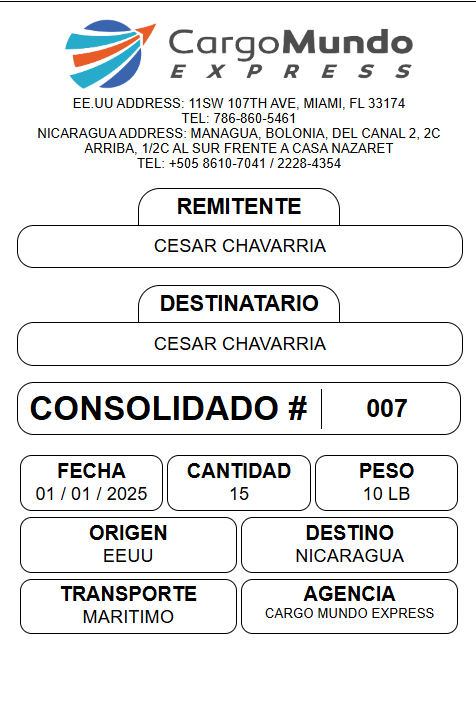 CargoMundo
EXPRESS
EE.UU ADDRESS: 11SW 107TH AVE, MIAMI, FL 33174
TEL: 786-860-5461
NICARAGUA ADDRESS: MANAGUA, BOLONIA, DEL CANAL 2, 2C
ARRIBA, 1/2C AL SUR FRENTE A CASA NAZARET
TEL: +505 8610-7041 / 2228-4354
REMITENTE
CESAR CHAVARRIA
DESTINATARIO
CESAR CHAVARRIA
CONSOLIDADO # 007
FECHA
01 / 01 / 2025
CANTIDAD
15
PESO
10 LB
ORIGEN
EEUU
DESTINO
NICARAGUA
TRANSPORTE
MARITIMO
AGENCIA
CARGO MUNDO EXPRESS